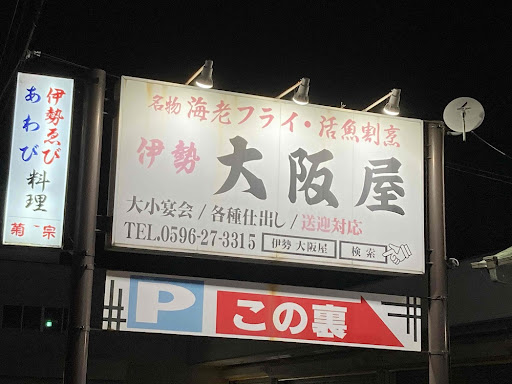 伊勢ゑび
あわび
料理
菊一宗
名物 海老フライ・活魚割烹
伊勢 大阪屋
大小宴会/各種仕出し/送迎対応
TEL.0596-27-3315 伊勢 大阪屋 検索
P この裏